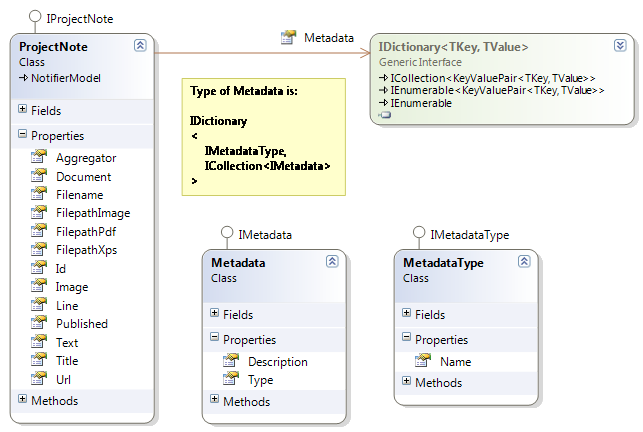 IProjectNote
ProjectNote
Class
NotifierModel
Fields
Properties
Aggregator
Document
Filename
FilepathImage
FilepathPdf
FilepathXps
Id
Image
Line
Published
Text
Title
Url
Methods
Metadata
IDictionary<TKey, TValue>
Generic Interface
ICollection<KeyValuePair<TKey, TValue>>
IEnumerable<KeyValuePair<TKey, TValue>>
IEnumerable
Type of Metadata is:
IDictionary
<
IMetadataType,
ICollection<IMetadata>
>
IMetadata
Metadata
Class
Fields
Properties
Description
Type
Methods
IMetadataType
MetadataType
Class
Fields
Properties
Name
Methods